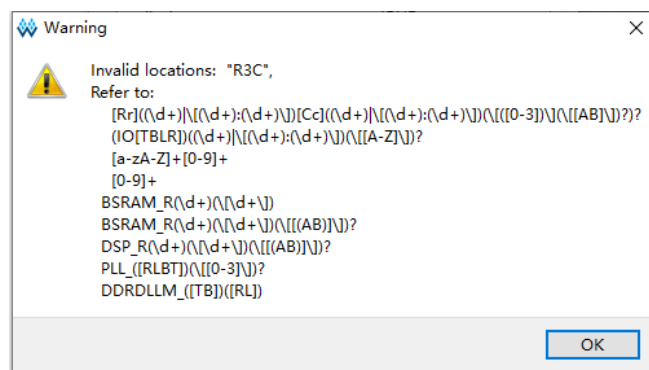 Warning
Invalid locations: "R3C",
Refer to:
[Rr]((\d+)|\[(\d+):(\d+)\])[Cc]((\d+)|\[(\d+):(\d+)\])(\[([0-3])\](\[[AB]\])?)?
(IO[TBLR])((\d+)|\[(\d+):(\d+)\])(\[[A-Z]\])?
[a-zA-Z]+[0-9]+
[0-9]+
BSRAM_R(\d+)(\[\d+\])
BSRAM_R(\d+)(\[\d+\])(\[[(AB)]\])?
DSP_R(\d+)(\[\d+\])(\[[(AB)]\])?
PLL_([RLBT])(\[[0-3]\])?
DDRDLLM_([TB])([RL])
OK